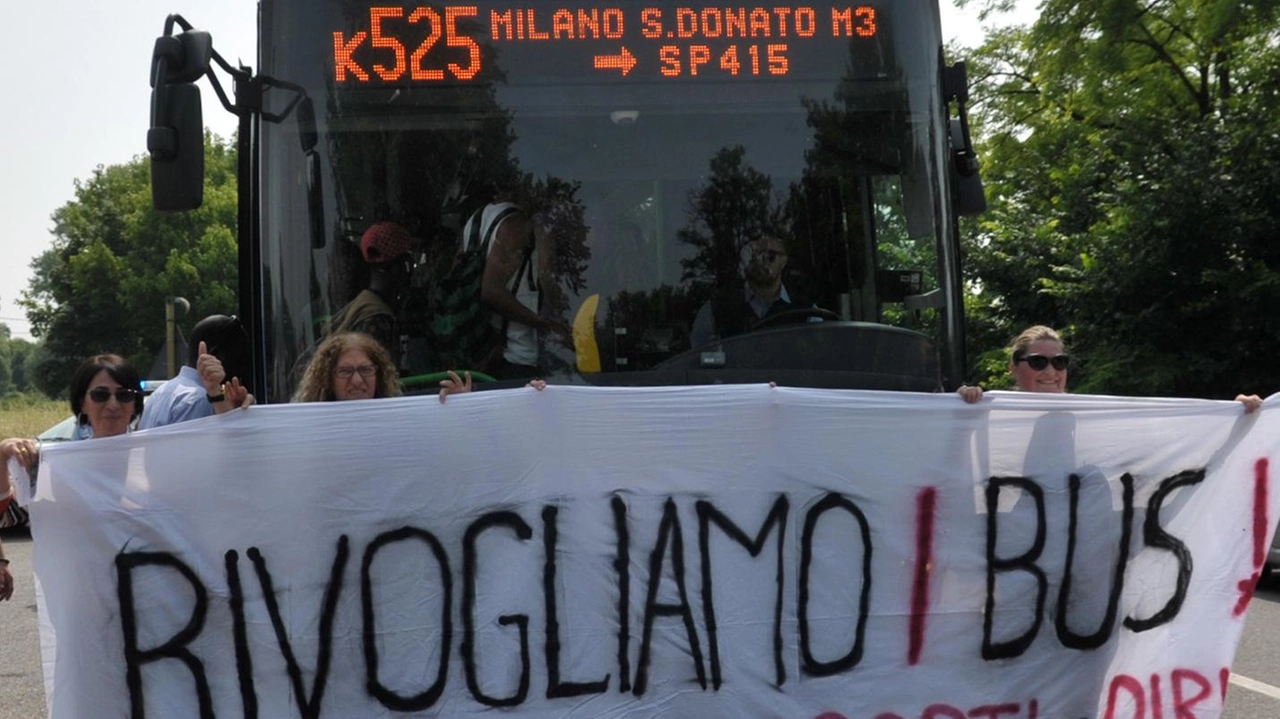 K525 MILANO S.DONATO M3
→ SP415
RIVOGLIAMO I BUS!